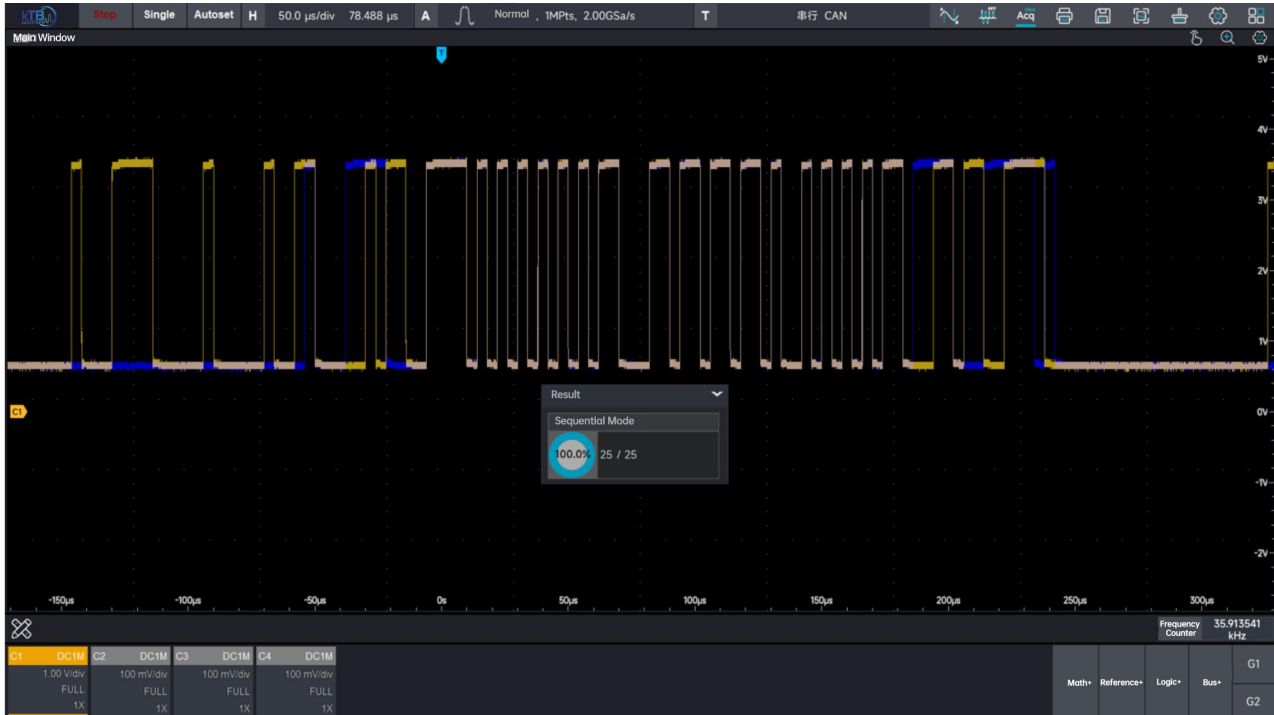 KTB Stop Single Autoset H 50.0 μs/div 78.488 μs A Normal , 1MPts, 2.00GSa/s T 串行 CAN Acq
Main Window
T
5V
4V
3V
2V
1V
Result
C1 0V
Sequential Mode
100.0% 25 / 25
-1V
-2V
-150μs -100μs -50μs 0s 50μs 100μs 150μs 200μs 250μs 300μs
Frequency Counter 35.913541 kHz
C1 DC1M C2 DC1M C3 DC1M C4 DC1M
1.00 V/div 100 mV/div 100 mV/div 100 mV/div
FULL FULL FULL FULL
1X 1X 1X 1X
Math+ Reference+ Logic+ Bus+
G1
G2